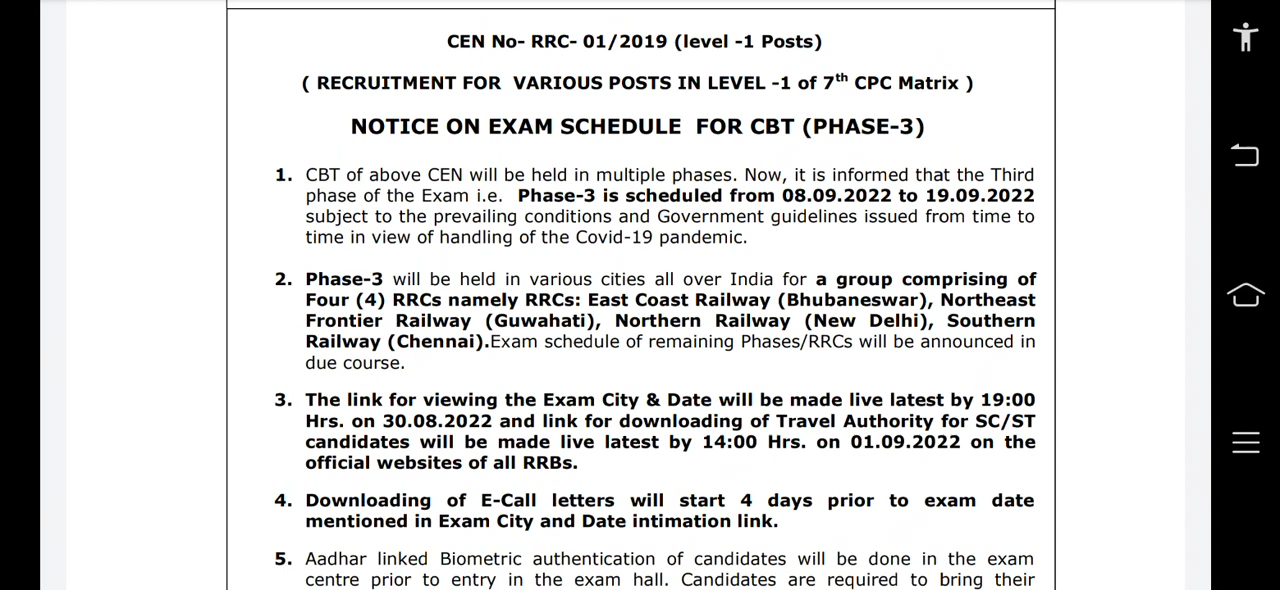 CEN No- RRC- 01/2019 (level -1 Posts)
( RECRUITMENT FOR VARIOUS POSTS IN LEVEL -1 of 7th CPC Matrix )
NOTICE ON EXAM SCHEDULE FOR CBT (PHASE-3)
1. CBT of above CEN will be held in multiple phases. Now, it is informed that the Third
phase of the Exam i.e. Phase-3 is scheduled from 08.09.2022 to 19.09.2022
subject to the prevailing conditions and Government guidelines issued from time to
time in view of handling of the Covid-19 pandemic.
2. Phase-3 will be held in various cities all over India for a group comprising of
Four (4) RRCs namely RRCs: East Coast Railway (Bhubaneswar), Northeast
Frontier Railway (Guwahati), Northern Railway (New Delhi), Southern
Railway (Chennai).Exam schedule of remaining Phases/RRCs will be announced in
due course.
3. The link for viewing the Exam City & Date will be made live latest by 19:00
Hrs. on 30.08.2022 and link for downloading of Travel Authority for SC/ST
candidates will be made live latest by 14:00 Hrs. on 01.09.2022 on the
official websites of all RRBs.
4. Downloading of E-Call letters will start 4 days prior to exam date
mentioned in Exam City and Date intimation link.
5. Aadhar linked Biometric authentication of candidates will be done in the exam
centre prior to entry in the exam hall. Candidates are required to bring their